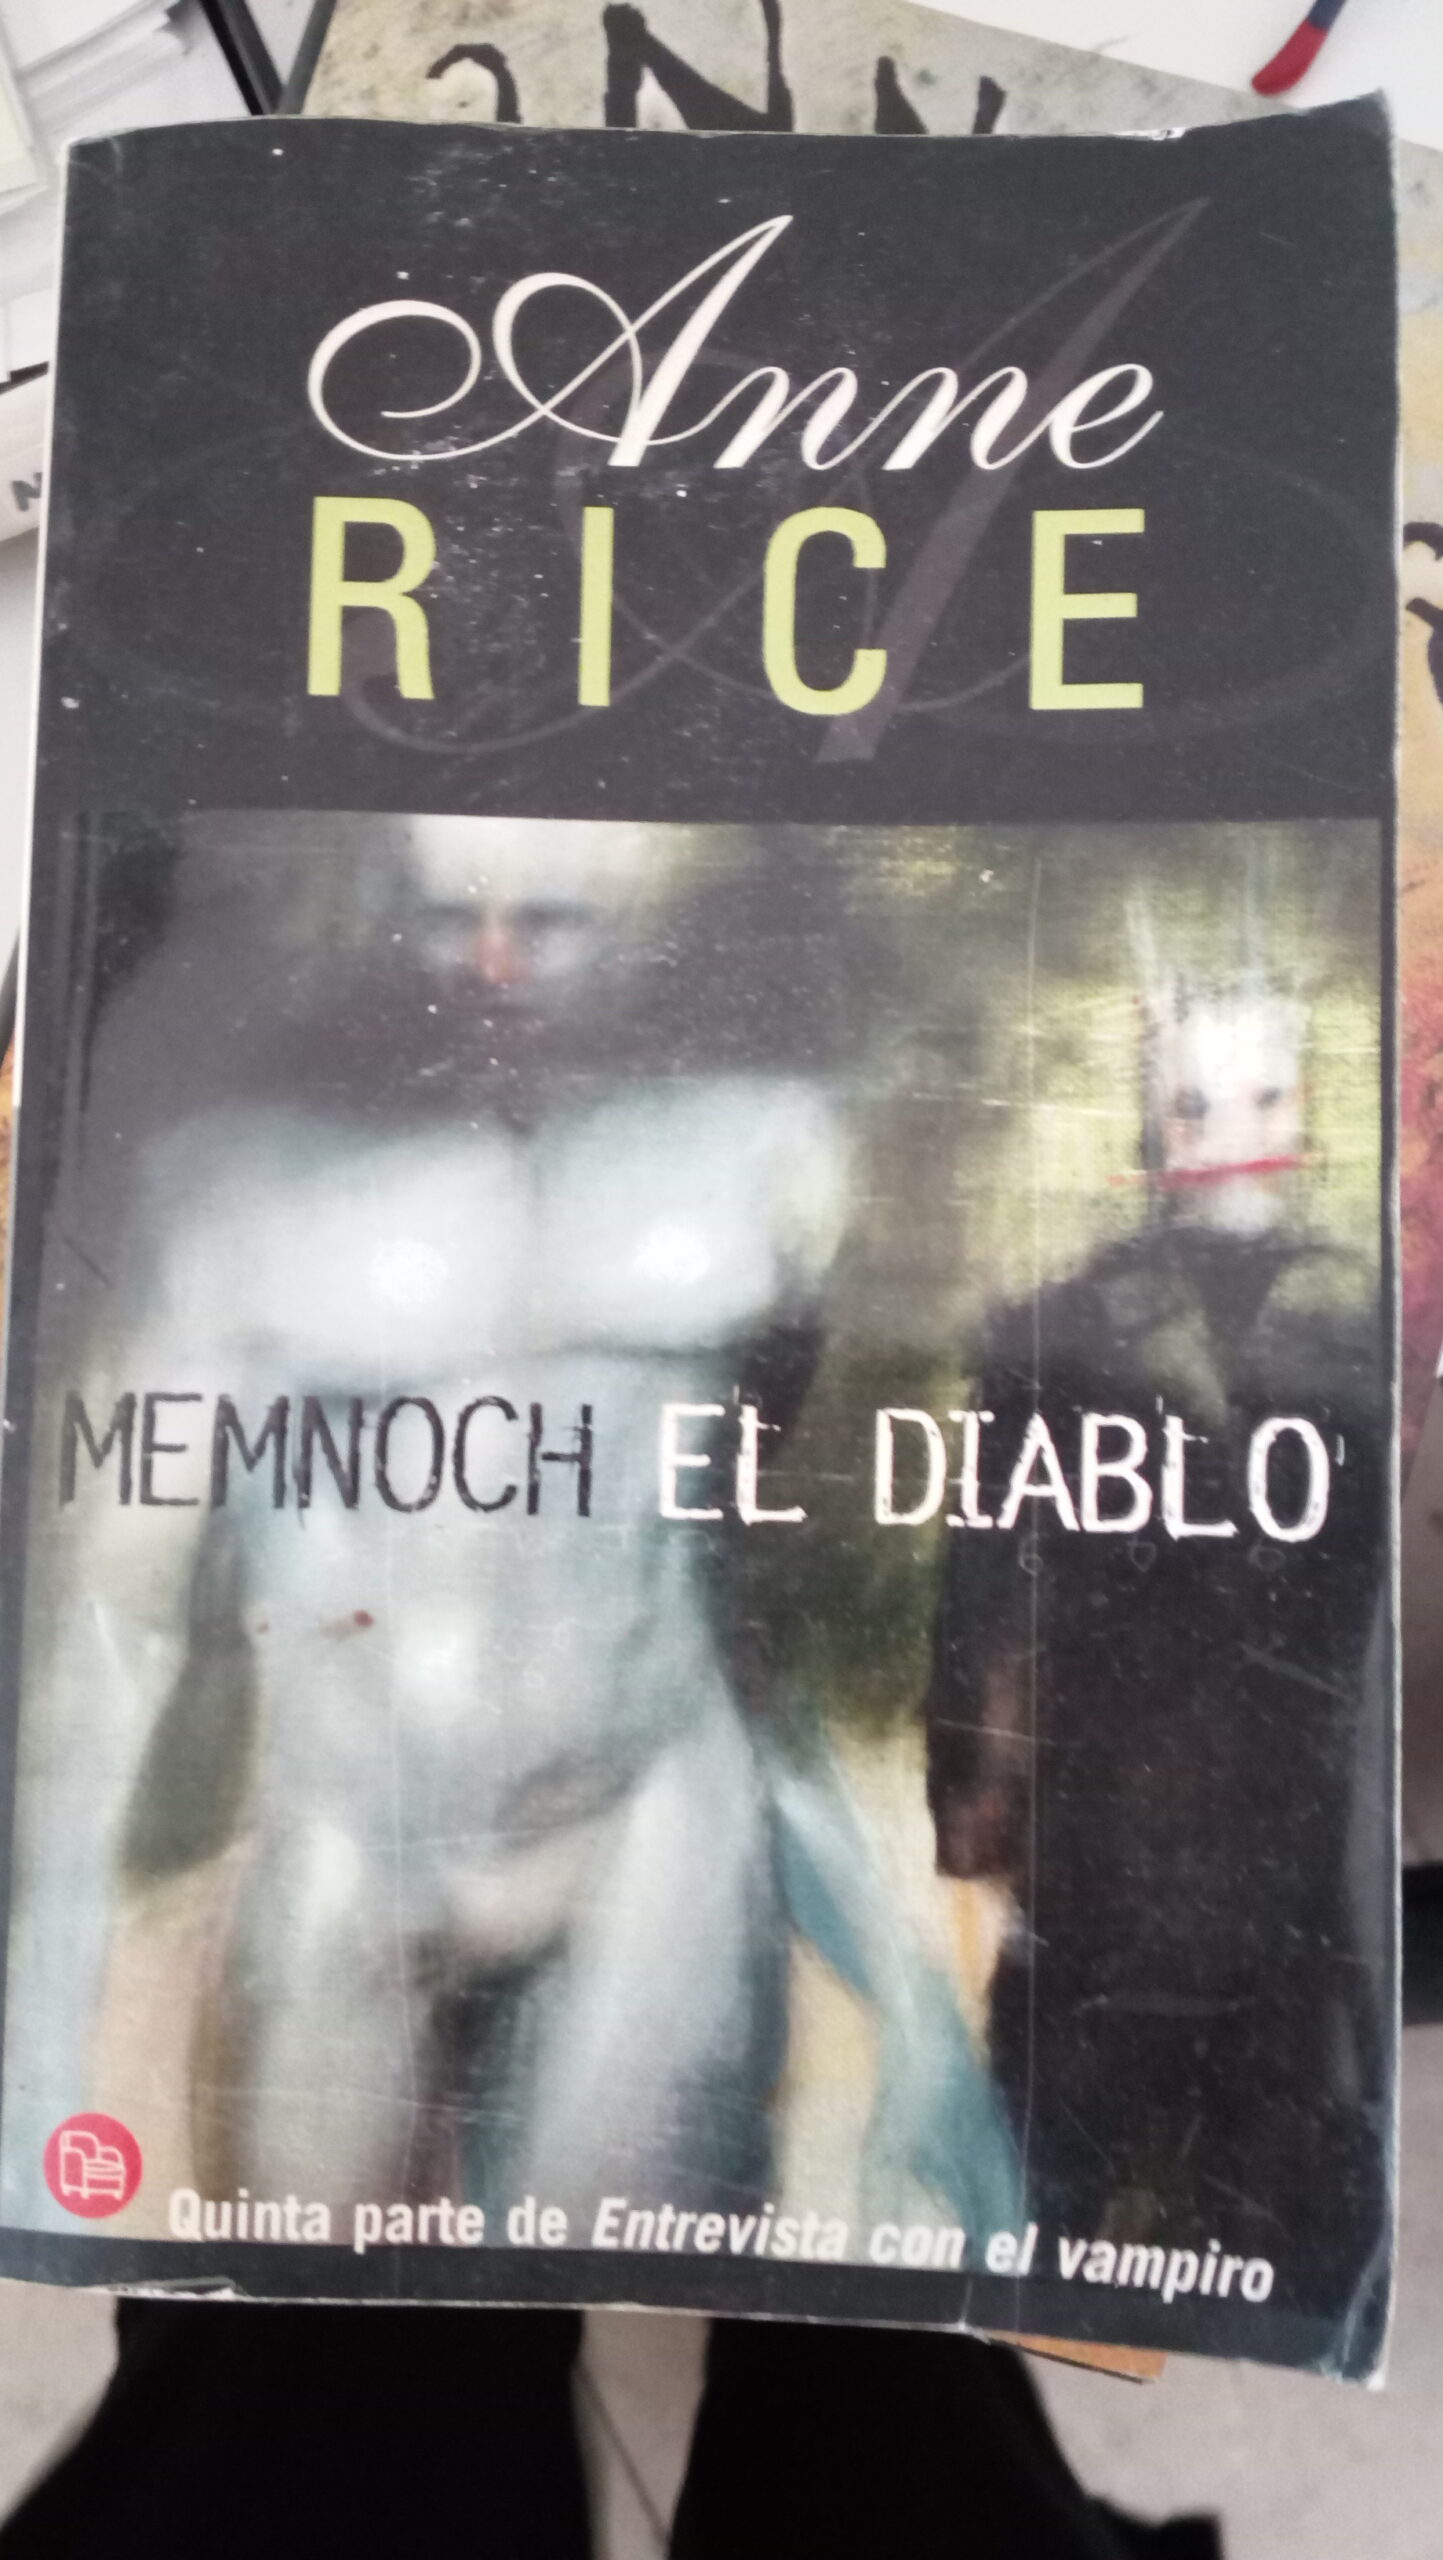 Anne
RICE
MEMNOCH EL DIABLO
Quinta parte de Entrevista con el vampiro